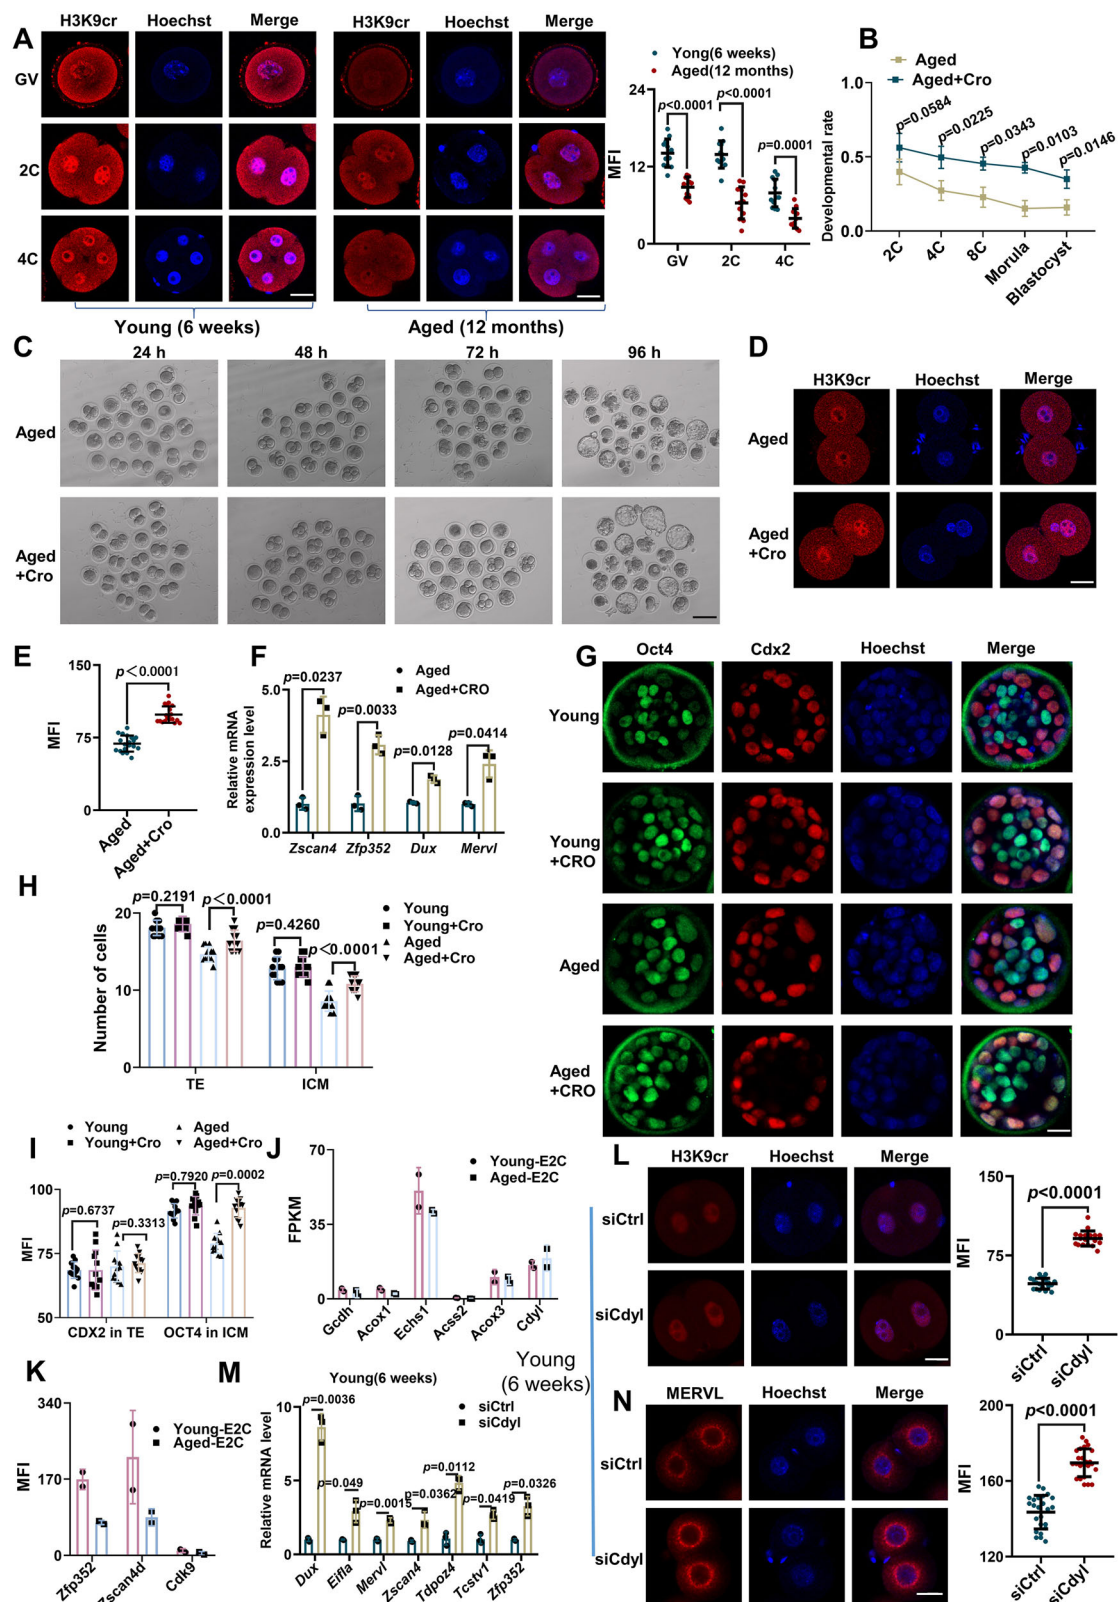 A
H3K9cr Hoechst Merge H3K9cr Hoechst Merge
GV
2C
4C
Young (6 weeks) Aged (12 months)
Yong(6 weeks)
Aged(12 months)
MFI
24
12
0
p<0.0001
p<0.0001
p=0.0001
GV 2C 4C
B
Aged
Aged+Cro
Developmental rate
1.0
0.5
0.0
p=0.0584
p=0.0225
p=0.0343
p=0.0103
p=0.0146
2C 4C 8C Morula Blastocyst
C
24 h 48 h 72 h 96 h
Aged
Aged
+Cro
D
H3K9cr Hoechst Merge
Aged
Aged
+Cro
E
MFI
150
75
0
p<0.0001
Aged Aged+Cro
F
Aged
Aged+CRO
Relative mRNA
expression level
5.0
2.5
0.0
p=0.0237
p=0.0033
p=0.0128
p=0.0414
Zscan4 Zfp352 Dux Mervl
G
Oct4 Cdx2 Hoechst Merge
Young
Young
+CRO
Aged
Aged
+CRO
H
Number of cells
20
10
0
p=0.2191
p<0.0001
p=0.4260
p<0.0001
Young
Young+Cro
Aged
Aged+Cro
TE ICM
I
Young Aged
Young+Cro Aged+Cro
MFI
100
75
50
p=0.6737
p=0.3313
p=0.7920
p=0.0002
CDX2 in TE OCT4 in ICM
J
FPKM
70
35
0
Young-E2C
Aged-E2C
Gcdh Acox1 Echs1 Acss2 Acox3 Cdyl
K
MFI
340
170
0
Young-E2C
Aged-E2C
Zfp352 Zscan4d Cdk9
L
H3K9cr Hoechst Merge
siCtrl
siCdyl
MFI
150
75
0
p<0.0001
siCtrl siCdyl
Young
(6 weeks)
M
Young(6 weeks)
siCtrl
siCdyl
Relative mRNA level
10
5
0
p=0.0036
p=0.049
p=0.0015
p=0.0362
p=0.0112
p=0.0419
p=0.0326
Dux Eifla Mervl Zscan4 Tdpoz4 Tcstv1 Zfp352
N
MERVL Hoechst Merge
siCtrl
siCdyl
MFI
200
160
120
p<0.0001
siCtrl siCdyl